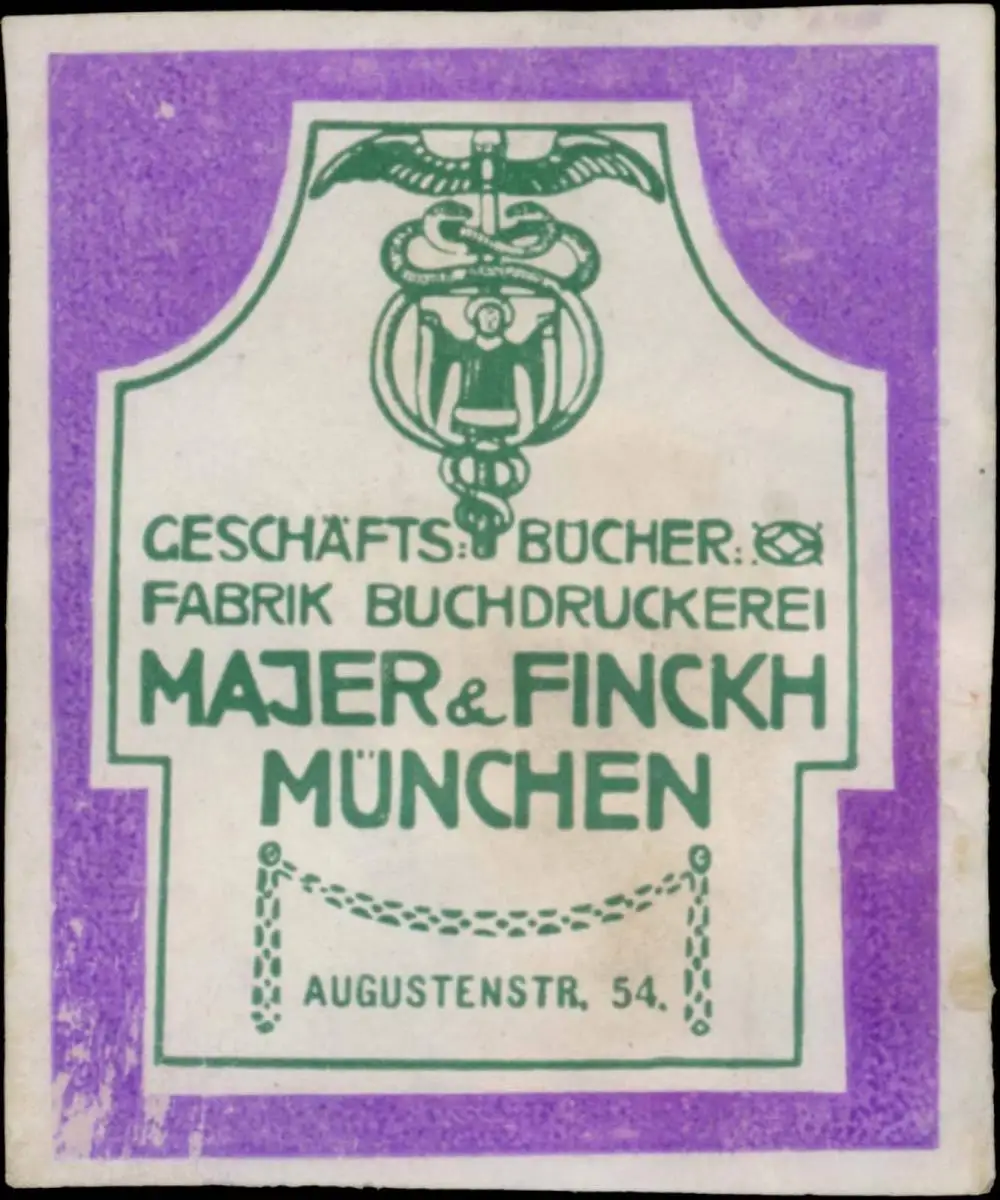 GESCHÄFTS: BÜCHER:
FABRIK BUCHDRUCKEREI
MAJER & FINCKH
MÜNCHEN
AUGUSTENSTR. 54.